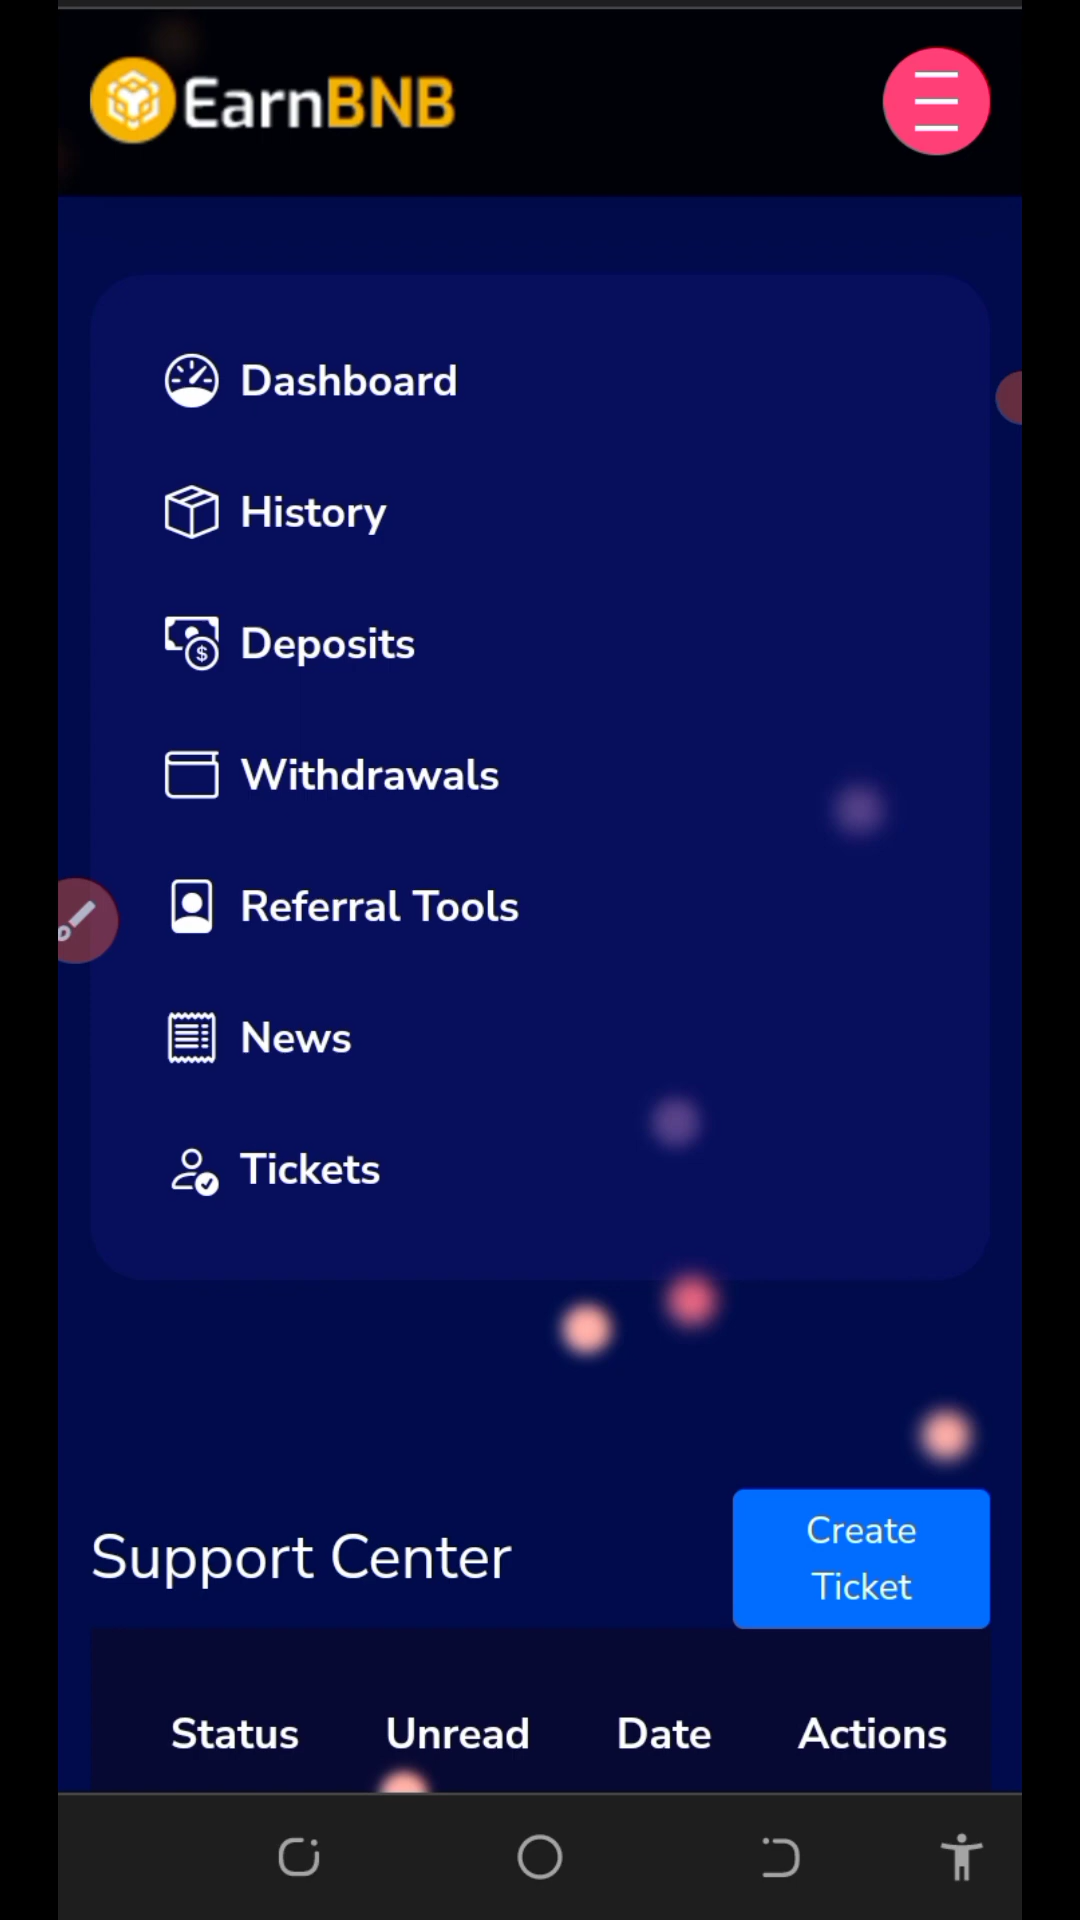 EarnBNB
Dashboard
History
Deposits
Withdrawals
Referral Tools
News
Tickets
Support Center
Create
Ticket
Status Unread Date Actions